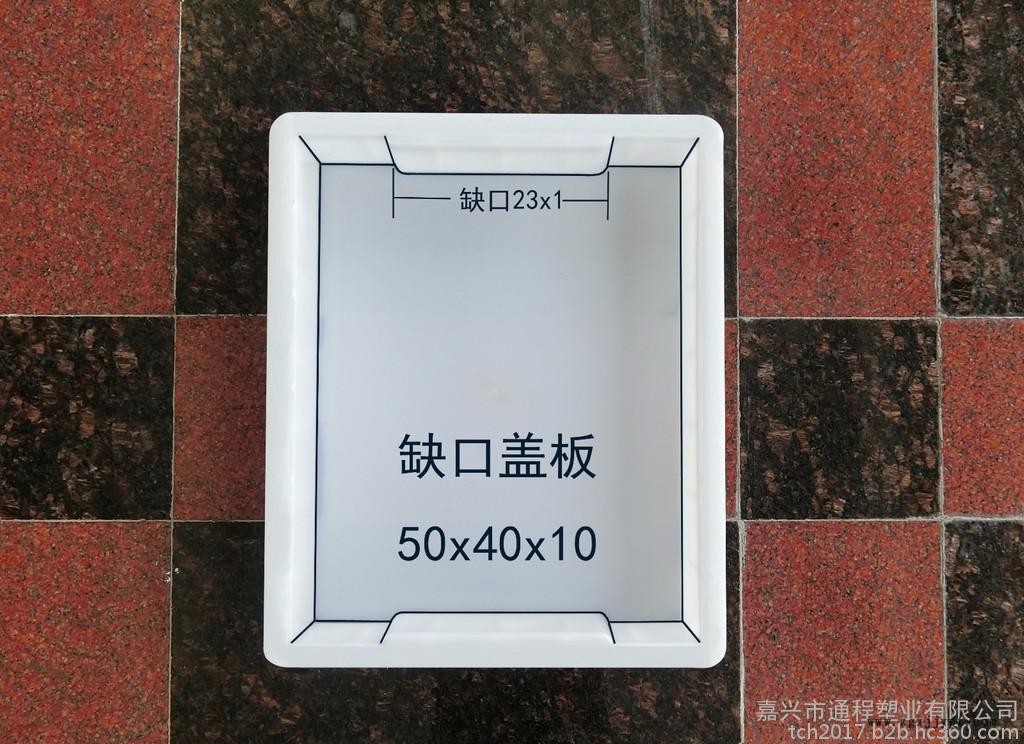 缺口23x1
缺口盖板
50x40x10
嘉兴市通程塑业有限公司
tch2017.b2b.hc360.com